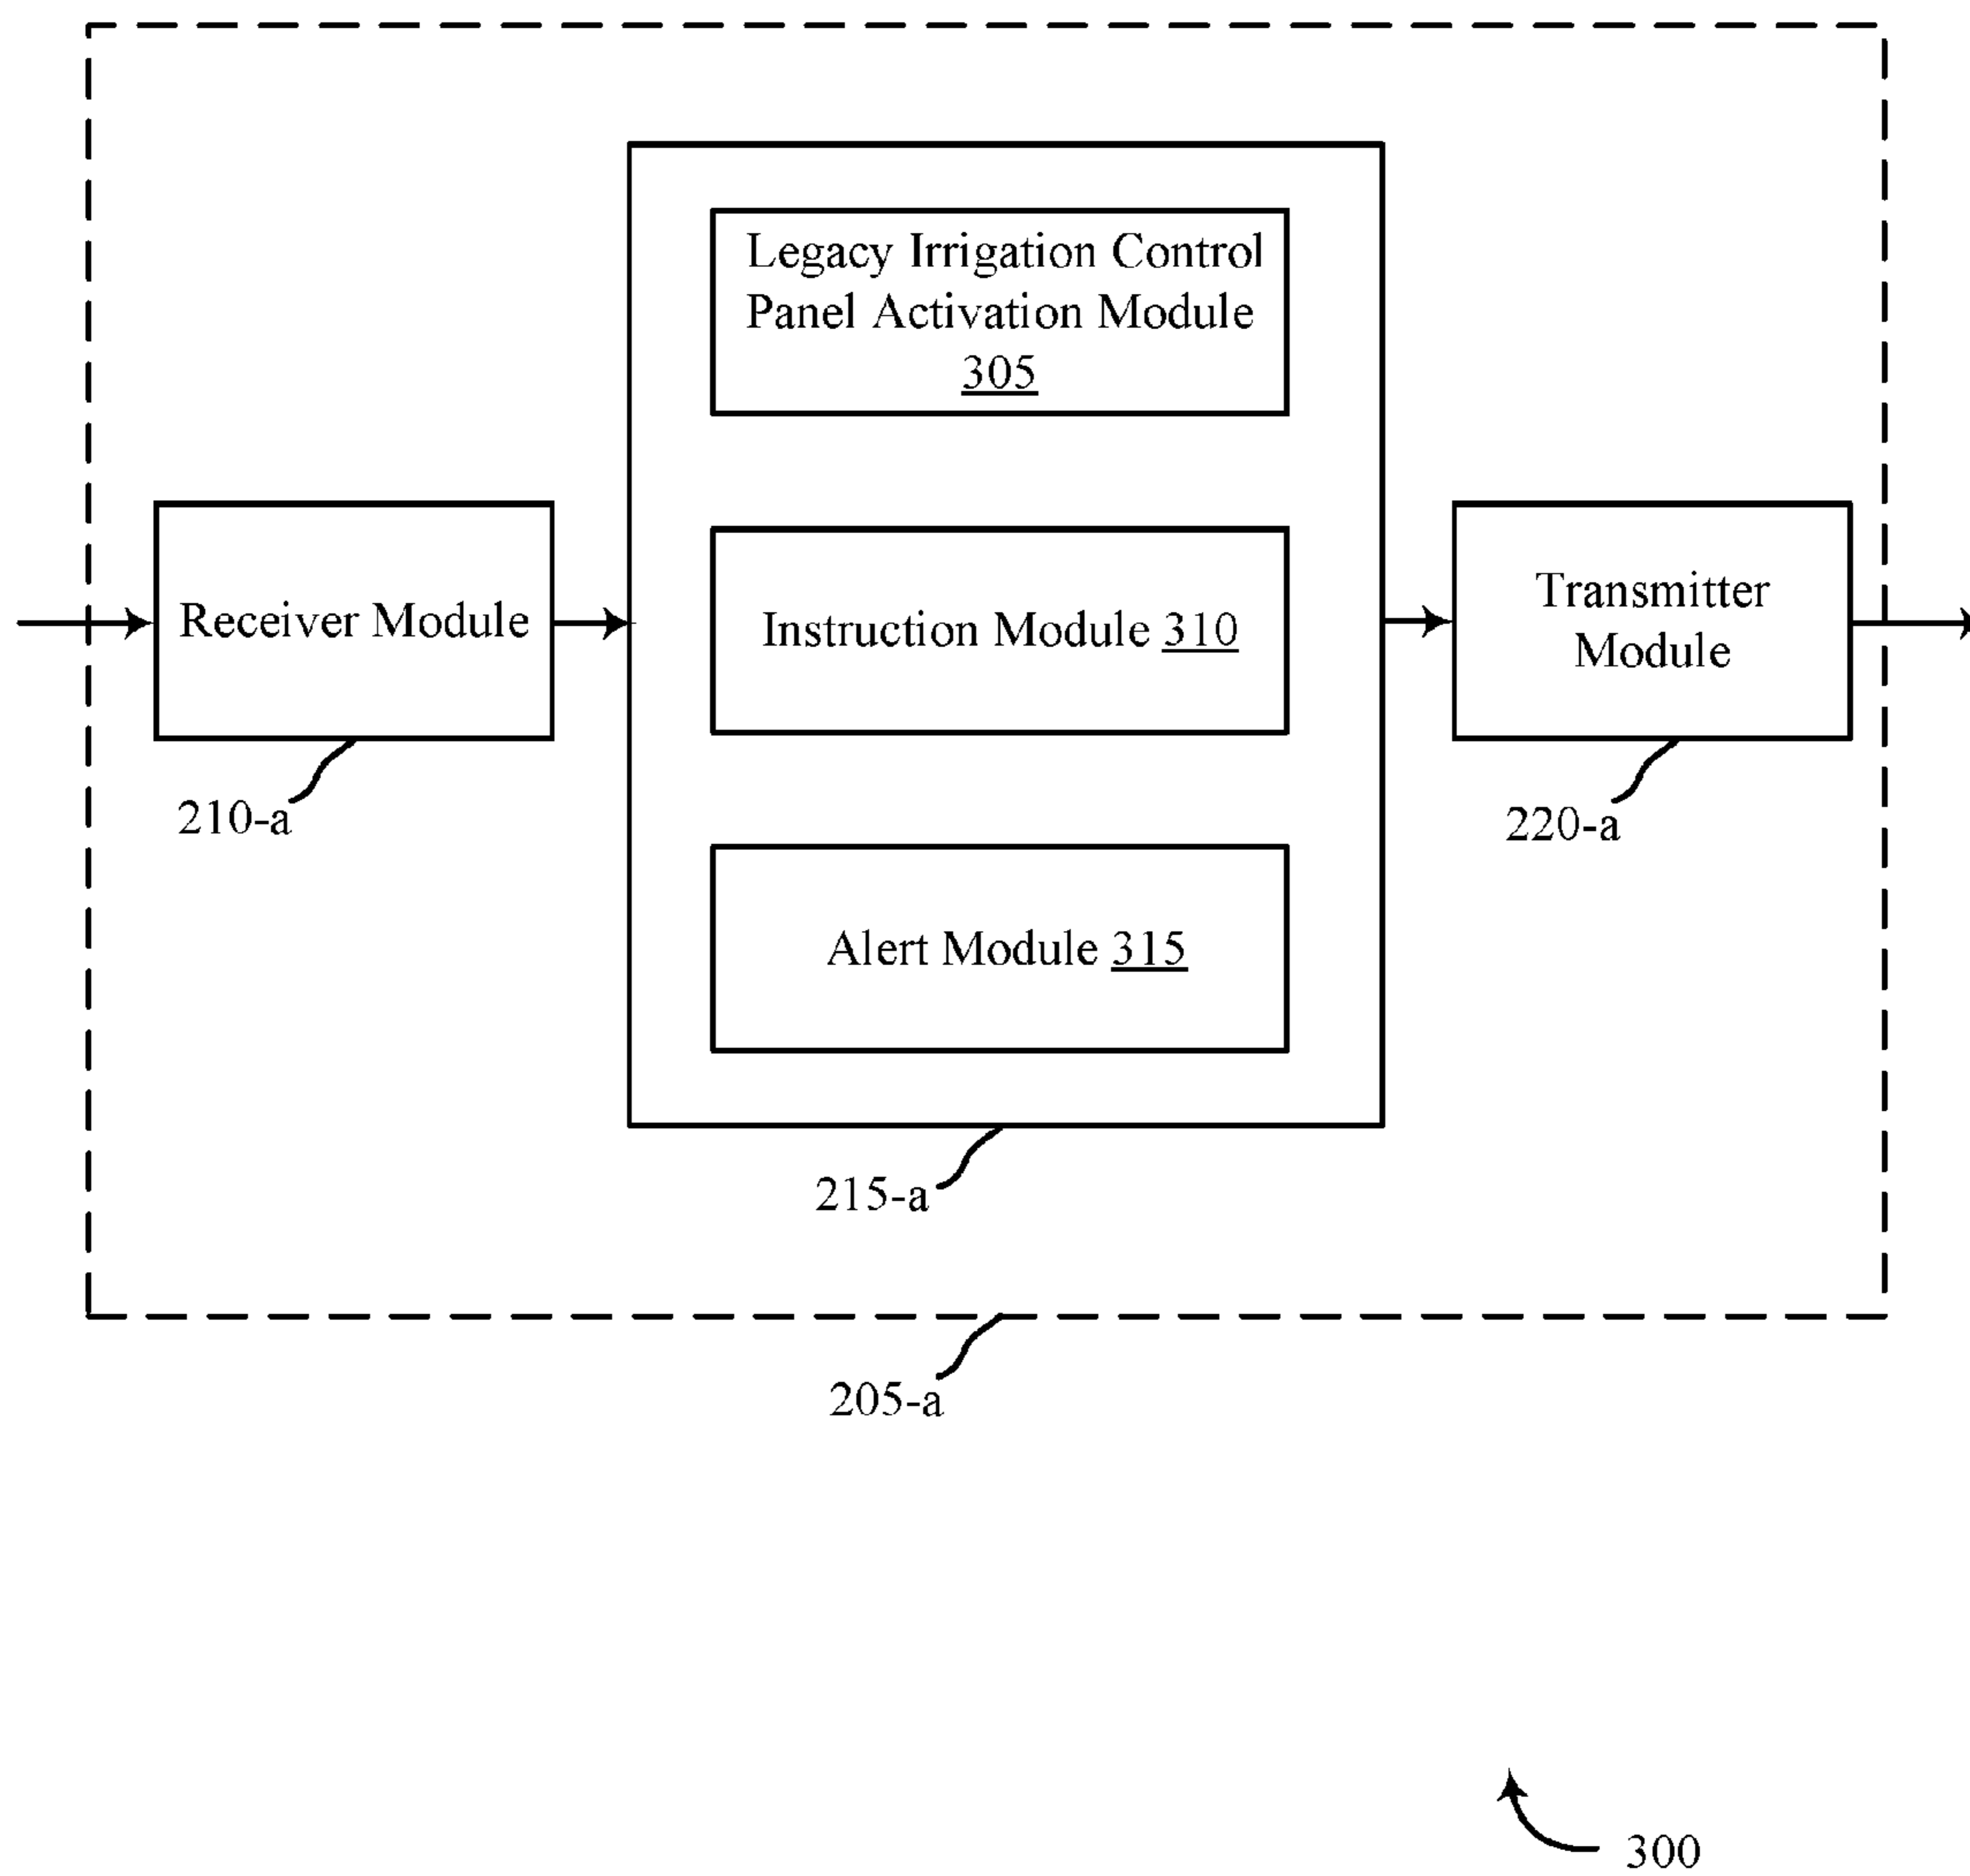 Legacy Irrigation Control
Panel Activation Module
305
Receiver Module
Instruction Module 310
Transmitter
Module
210-a
220-a
Alert Module 315
215-a
205-a
300